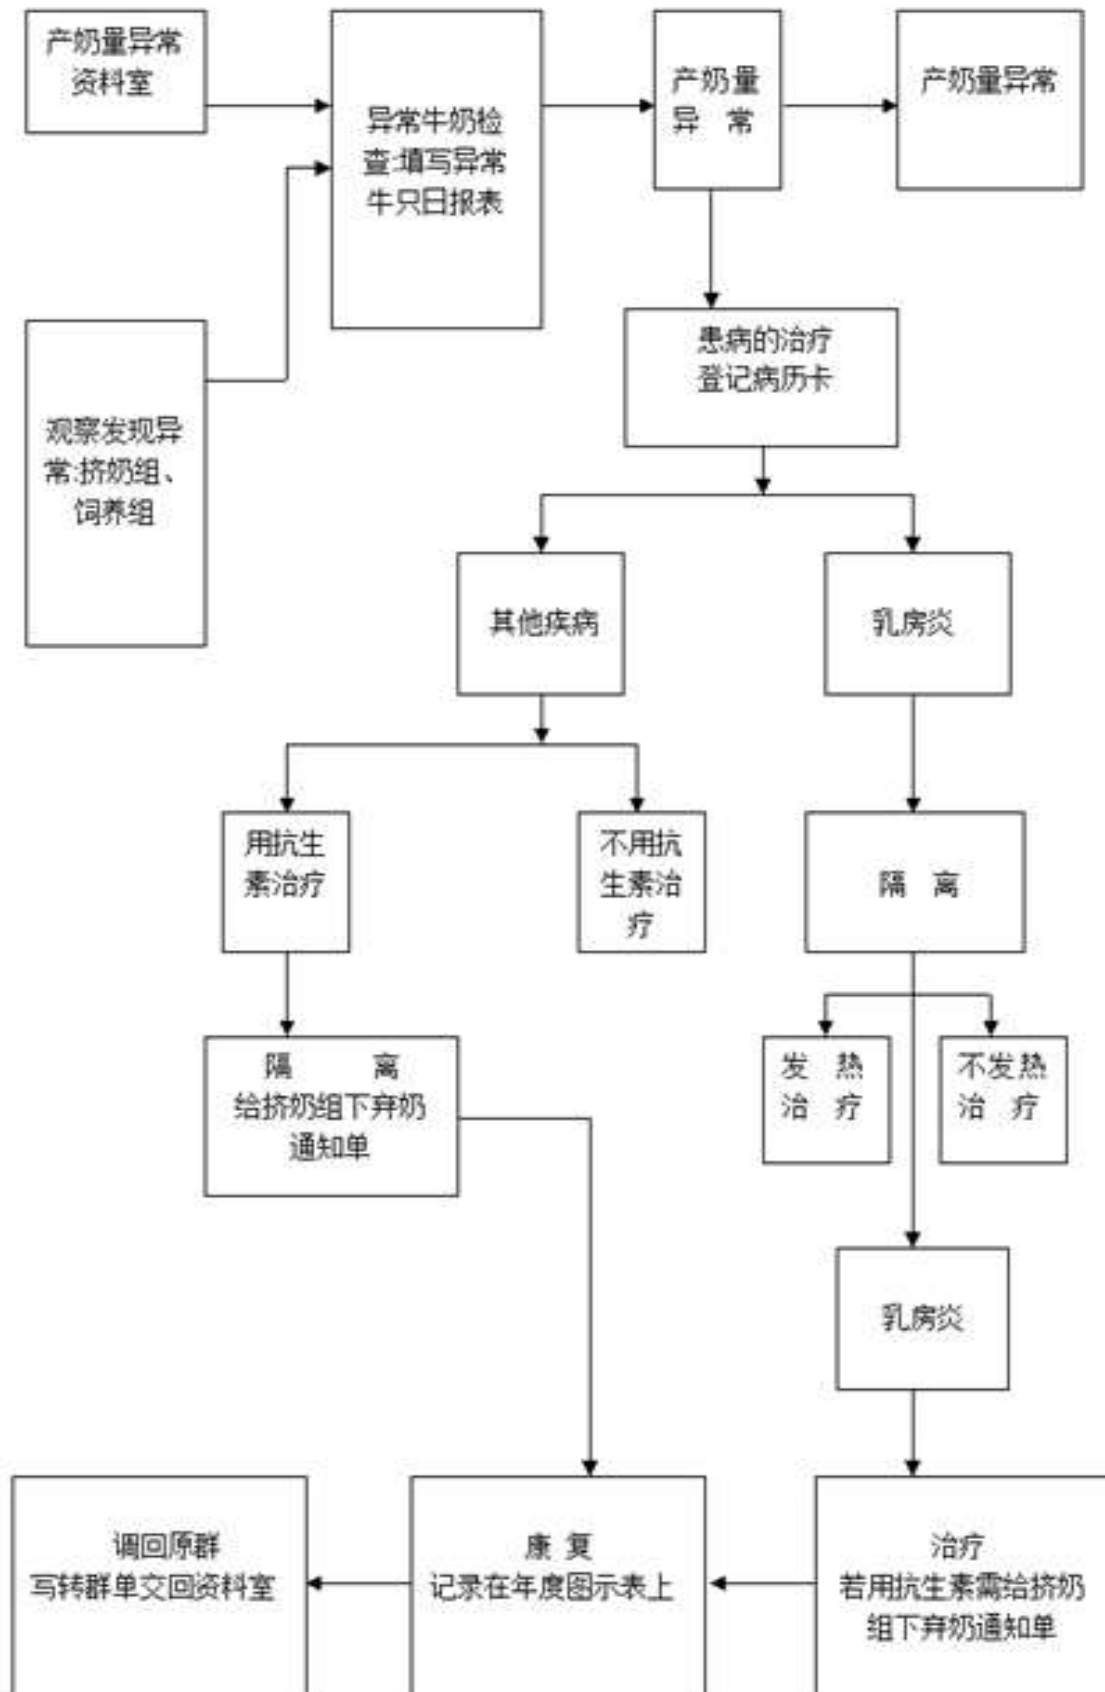 产奶量异常
资料室
异常牛奶检
查:填写异常
牛只日报表
产奶量
异 常
产奶量异常
观察发现异
常:挤奶组、
饲养组
患病的治疗
登记病历卡
其他疾病
乳房炎
用抗生
素治疗
不用抗
生素治
疗
隔 离
隔 离
给挤奶组下弃奶
通知单
发 热
治 疗
不发热
治 疗
乳房炎
调回原群
写转群单交回资料室
康 复
记录在年度图示表上
治疗
若用抗生素需给挤奶
组下弃奶通知单